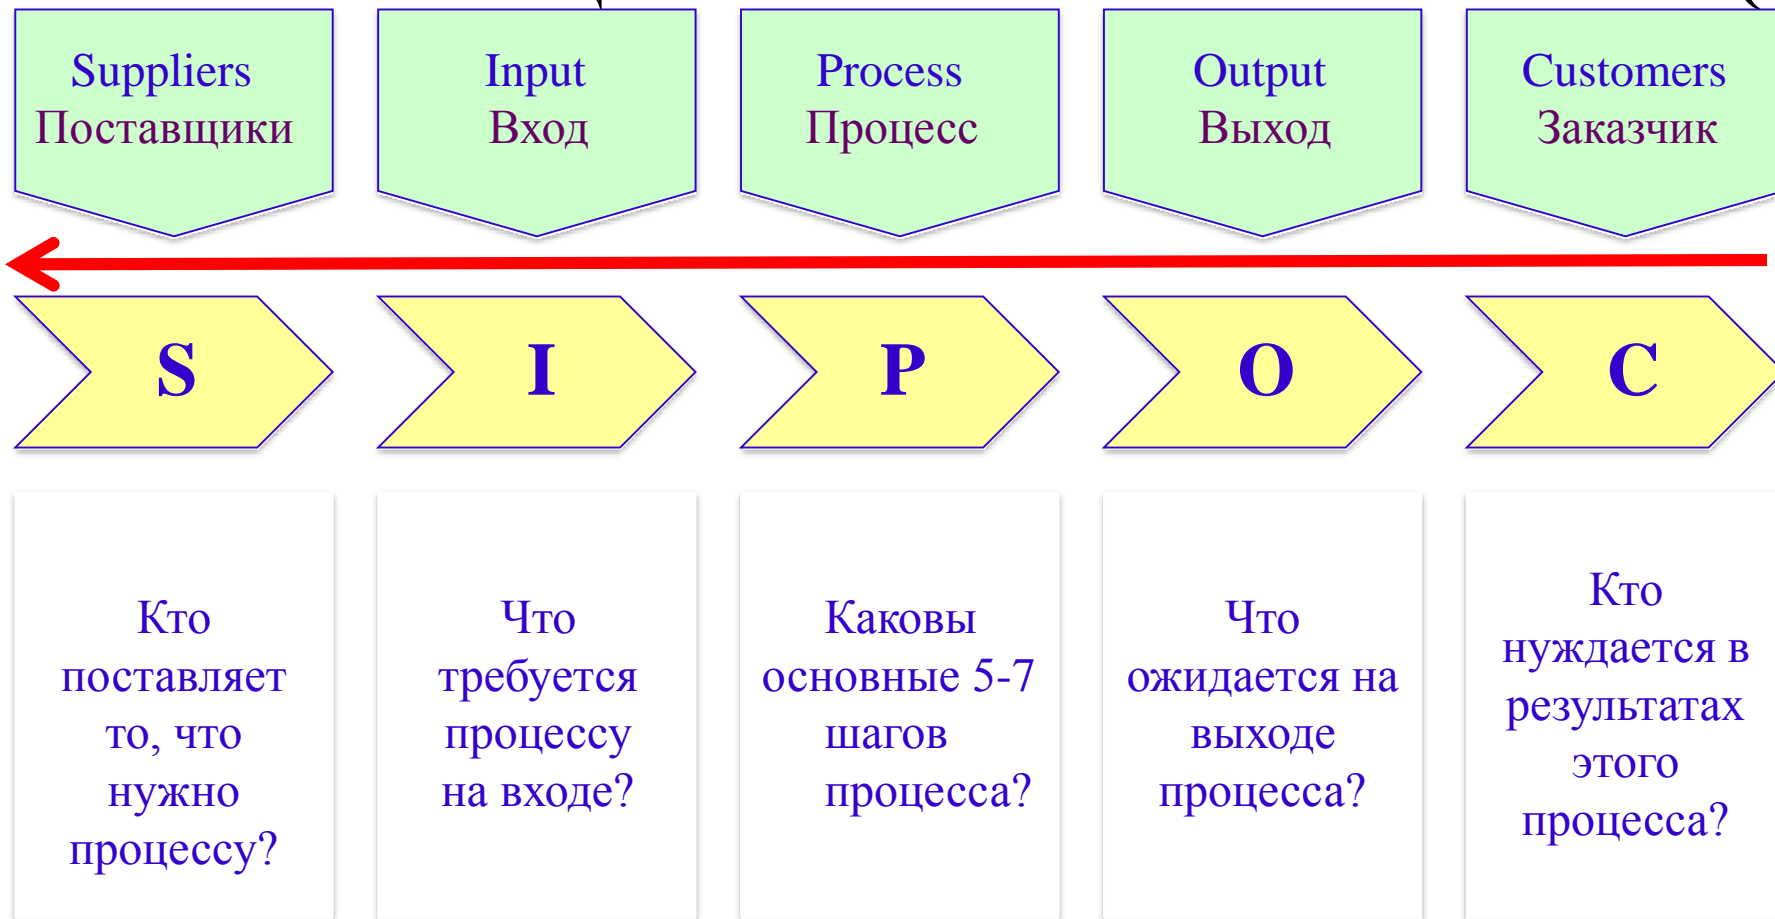 Suppliers
Поставщики
Input
Вход
Process
Процесс
Output
Выход
Customers
Заказчик
S
I
P
O
C
Кто
поставляет
то, что
нужно
процессу?
Что
требуется
процессу
на входе?
Каковы
основные 5-7
шагов
процесса?
Что
ожидается на
выходе
процесса?
Кто
нуждается в
результатах
этого
процесса?